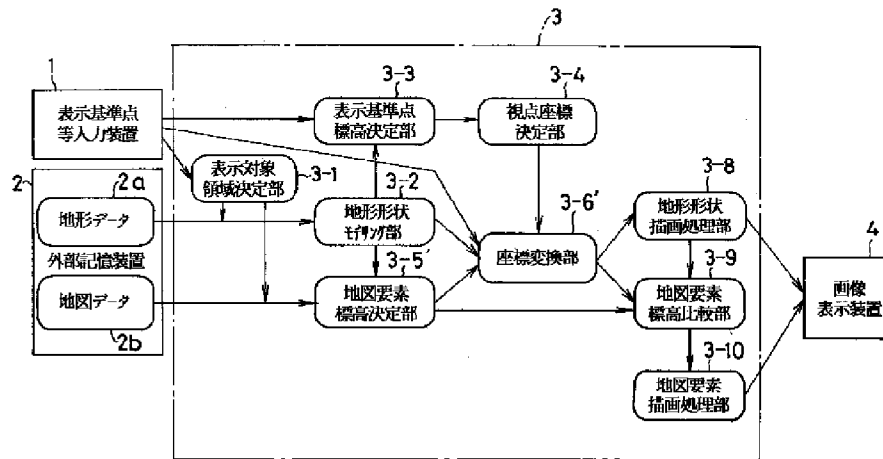 3
1
表示基準点
等入力装置
3-3
表示基準点
標高決定部
3-4
視点座標
決定部
表示対象
領域決定部
3-1
2
2a
地形データ
外部記憶装置
地図データ
2b
3-2
地形形状
モデリング部
3-5'
地図要素
標高決定部
3-6'
座標変換部
3-8
地形形状
描画処理部
3-9
地図要素
標高比較部
3-10
地図要素
描画処理部
4
画像
表示装置